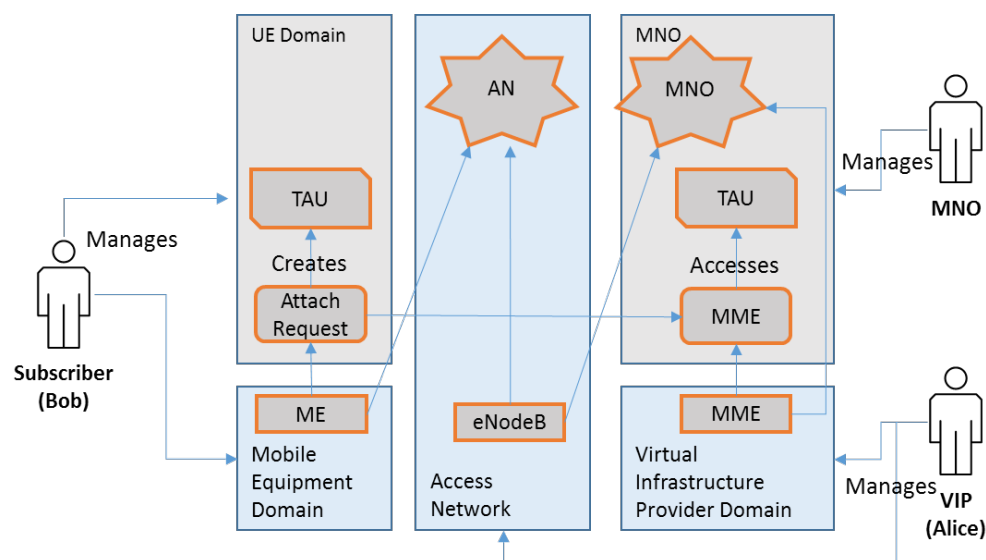 UE Domain
MNO
AN
MNO
Manages
MNO
TAU
TAU
Manages
Creates
Accesses
Attach
Request
MME
Subscriber
(Bob)
ME
eNodeB
MME
Mobile
Equipment
Domain
Access
Network
Virtual
Infrastructure
Provider Domain
Manages
VIP
(Alice)